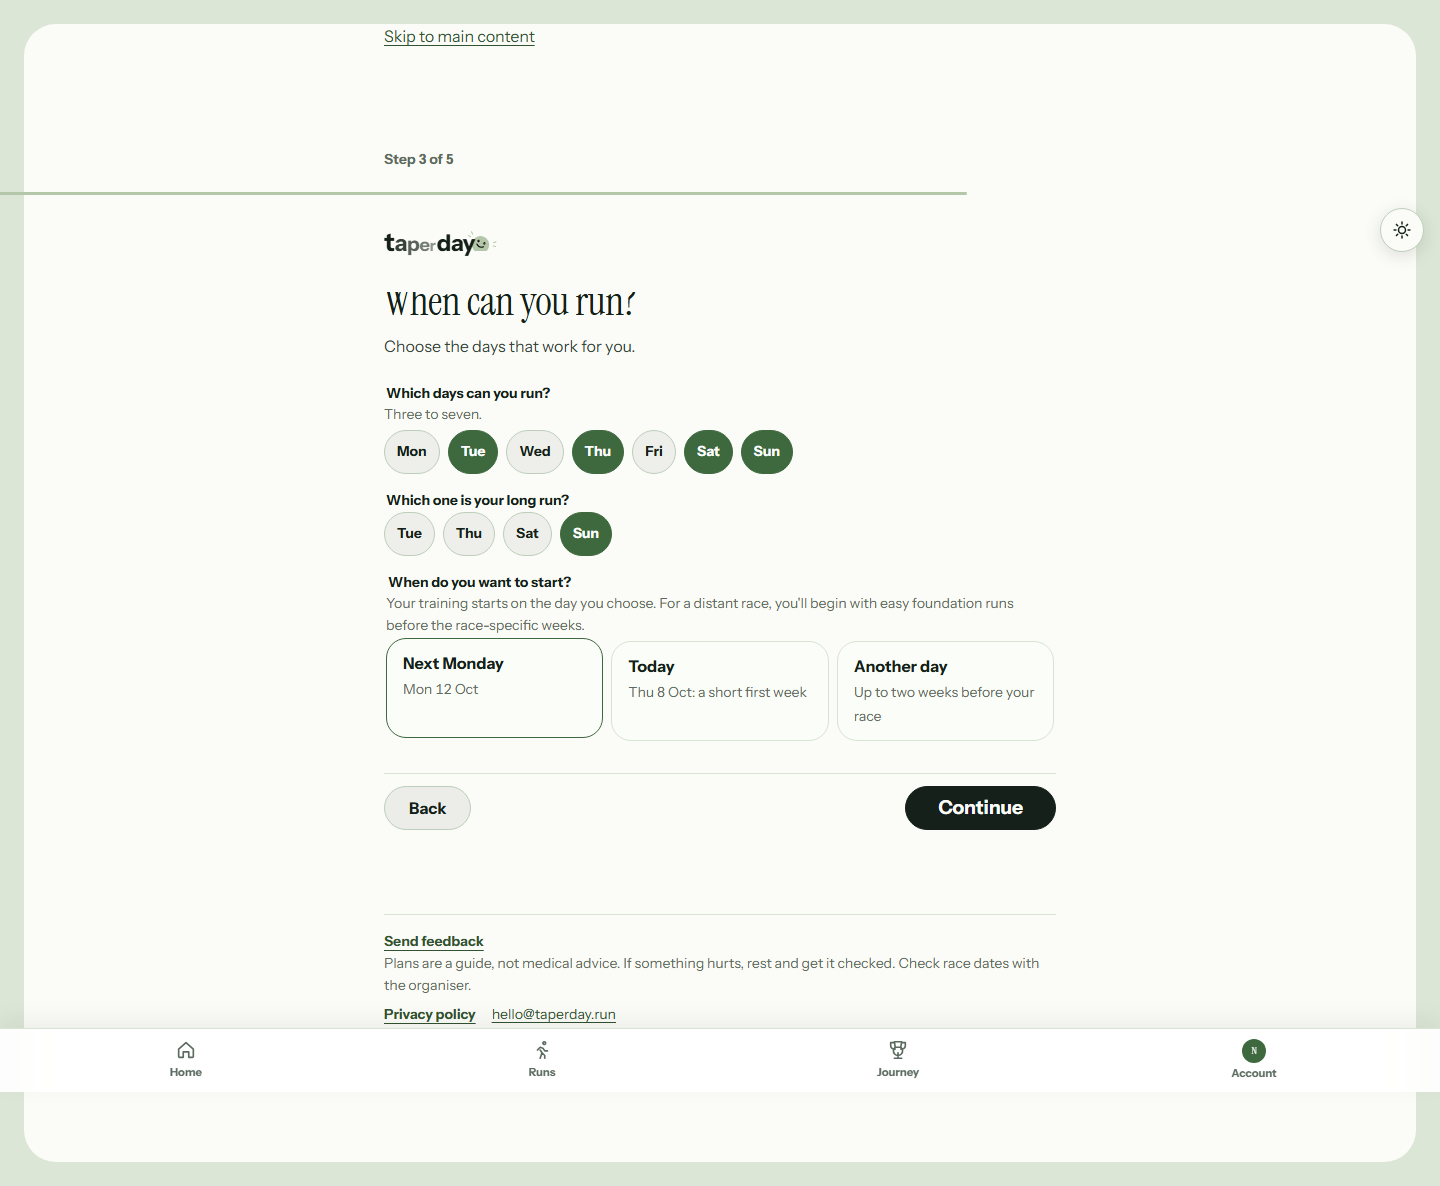 Skip to main content
Step 3 of 5
taperday
When can you run?
Choose the days that work for you.
Which days can you run?
Three to seven.
Mon Tue Wed Thu Fri Sat Sun
Which one is your long run?
Tue Thu Sat Sun
When do you want to start?
Your training starts on the day you choose. For a distant race, you'll begin with easy foundation runs
before the race-specific weeks.
Next Monday
Mon 12 Oct
Today
Thu 8 Oct: a short first week
Another day
Up to two weeks before your
race
Back
Continue
Send feedback
Plans are a guide, not medical advice. If something hurts, rest and get it checked. Check race dates with
the organiser.
Privacy policy hello@taperday.run
N
Home Runs Journey Account